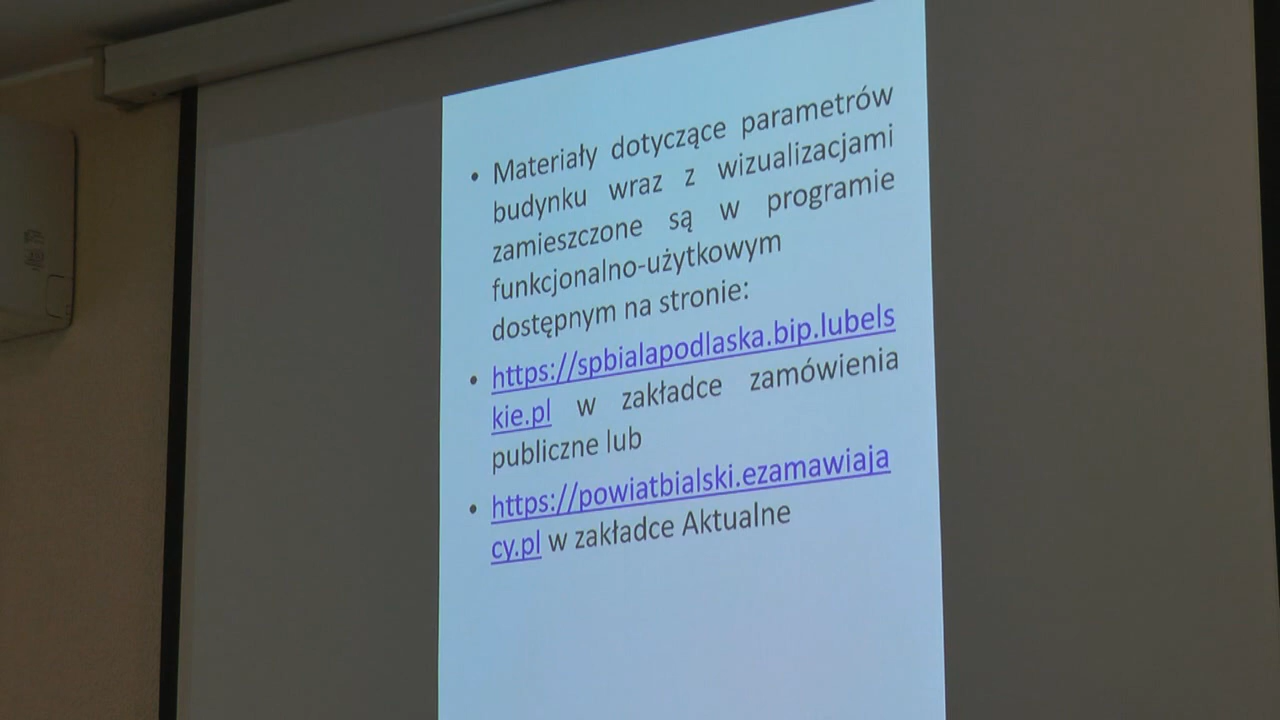 • Materiały dotyczące parametrów
budynku wraz z wizualizacjami
zamieszczone są w programie
funkcjonalno-użytkowym
dostępnym na stronie:
• https://spbialapodlaska.bip.lubels
kie.pl w zakładce zamówienia
publiczne lub
• https://powiatbialski.ezamawiaja
cy.pl w zakładce Aktualne